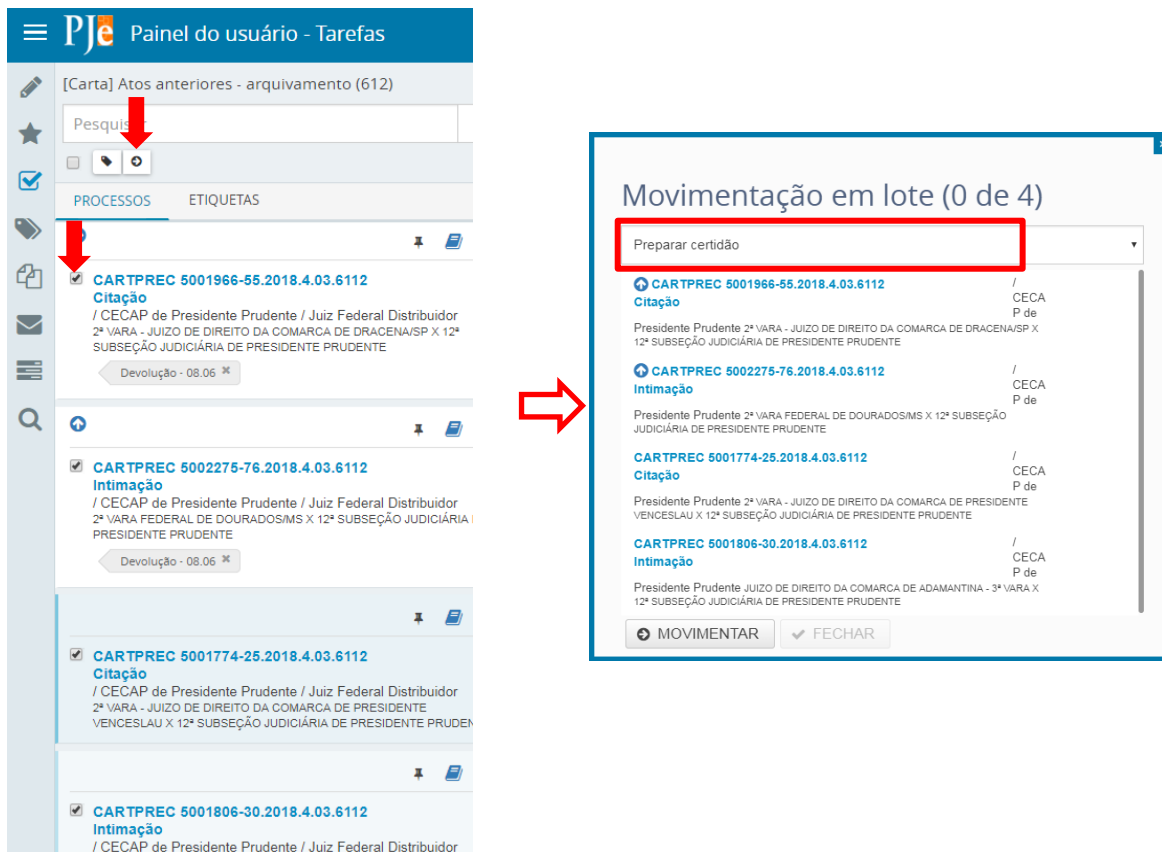 PJe Painel do usuário - Tarefas
[Carta] Atos anteriores - arquivamento (612)
PROCESSOS ETIQUETAS
CARTPREC 5001966-55.2018.4.03.6112
Citação
/ CECAP de Presidente Prudente / Juiz Federal Distribuidor
2ª VARA - JUIZO DE DIREITO DA COMARCA DE DRACENA/SP X 12ª
SUBSEÇÃO JUDICIÁRIA DE PRESIDENTE PRUDENTE
Devolução - 08.06
CARTPREC 5002275-76.2018.4.03.6112
Intimação
/ CECAP de Presidente Prudente / Juiz Federal Distribuidor
2ª VARA FEDERAL DE DOURADOS/MS X 12ª SUBSEÇÃO JUDICIÁRIA
PRESIDENTE PRUDENTE
Devolução - 08.06
CARTPREC 5001774-25.2018.4.03.6112
Citação
/ CECAP de Presidente Prudente / Juiz Federal Distribuidor
2ª VARA - JUIZO DE DIREITO DA COMARCA DE PRESIDENTE
VENCESLAU X 12ª SUBSEÇÃO JUDICIÁRIA DE PRESIDENTE PRUDEN
CARTPREC 5001806-30.2018.4.03.6112
Intimação
/ CECAP de Presidente Prudente / Juiz Federal Distribuidor
Movimentação em lote (0 de 4)
Preparar certidão
CARTPREC 5001966-55.2018.4.03.6112 /
Citação CECA
P de
Presidente Prudente 2ª VARA - JUIZO DE DIREITO DA COMARCA DE DRACENA/SP X
12ª SUBSEÇÃO JUDICIÁRIA DE PRESIDENTE PRUDENTE
CARTPREC 5002275-76.2018.4.03.6112 /
Intimação CECA
P de
Presidente Prudente 2ª VARA FEDERAL DE DOURADOS/MS X 12ª SUBSEÇÃO
JUDICIÁRIA DE PRESIDENTE PRUDENTE
CARTPREC 5001774-25.2018.4.03.6112 /
Citação CECA
P de
Presidente Prudente 2ª VARA - JUIZO DE DIREITO DA COMARCA DE PRESIDENTE
VENCESLAU X 12ª SUBSEÇÃO JUDICIÁRIA DE PRESIDENTE PRUDENTE
CARTPREC 5001806-30.2018.4.03.6112 /
Intimação CECA
P de
Presidente Prudente JUIZO DE DIREITO DA COMARCA DE ADAMANTINA - 3ª VARA X
12ª SUBSEÇÃO JUDICIÁRIA DE PRESIDENTE PRUDENTE
MOVIMENTAR FECHAR